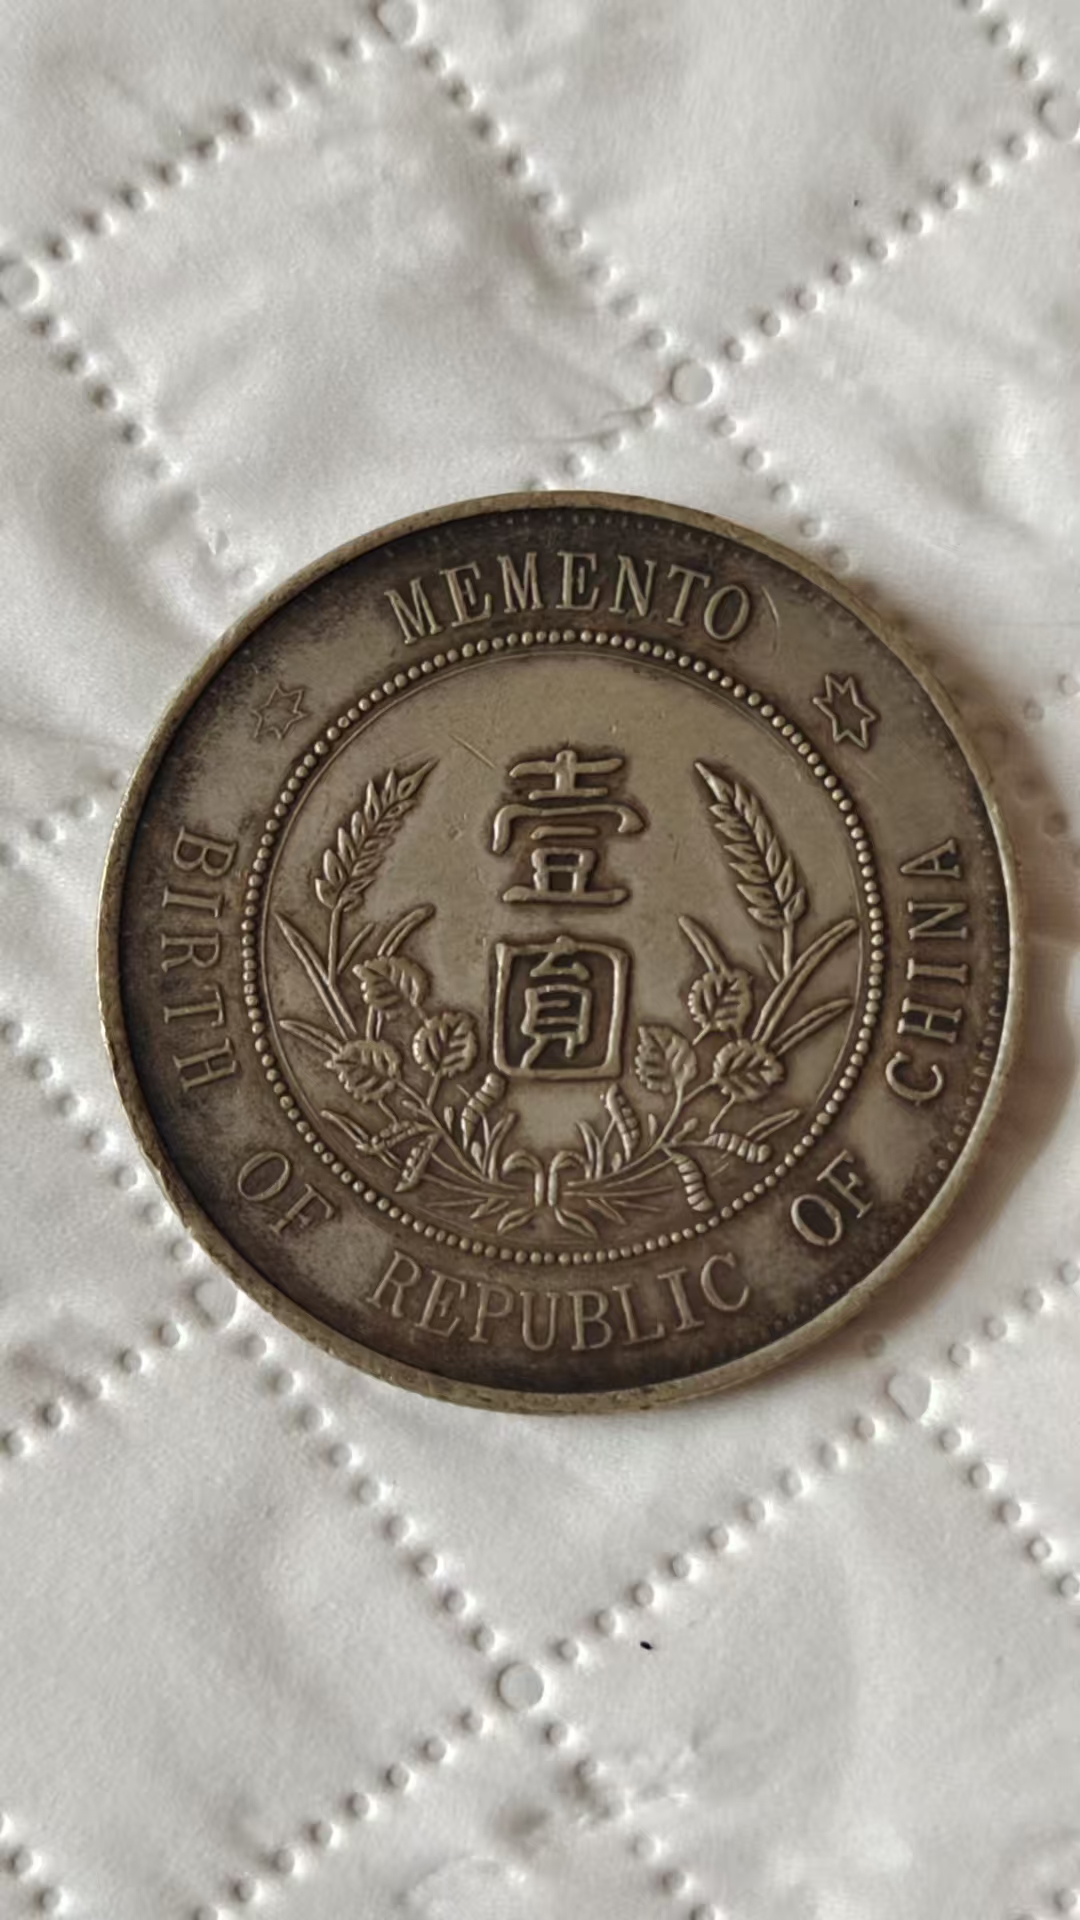 MEMENTO
壹
圓
BIRTH OF REPUBLIC OF CHINA